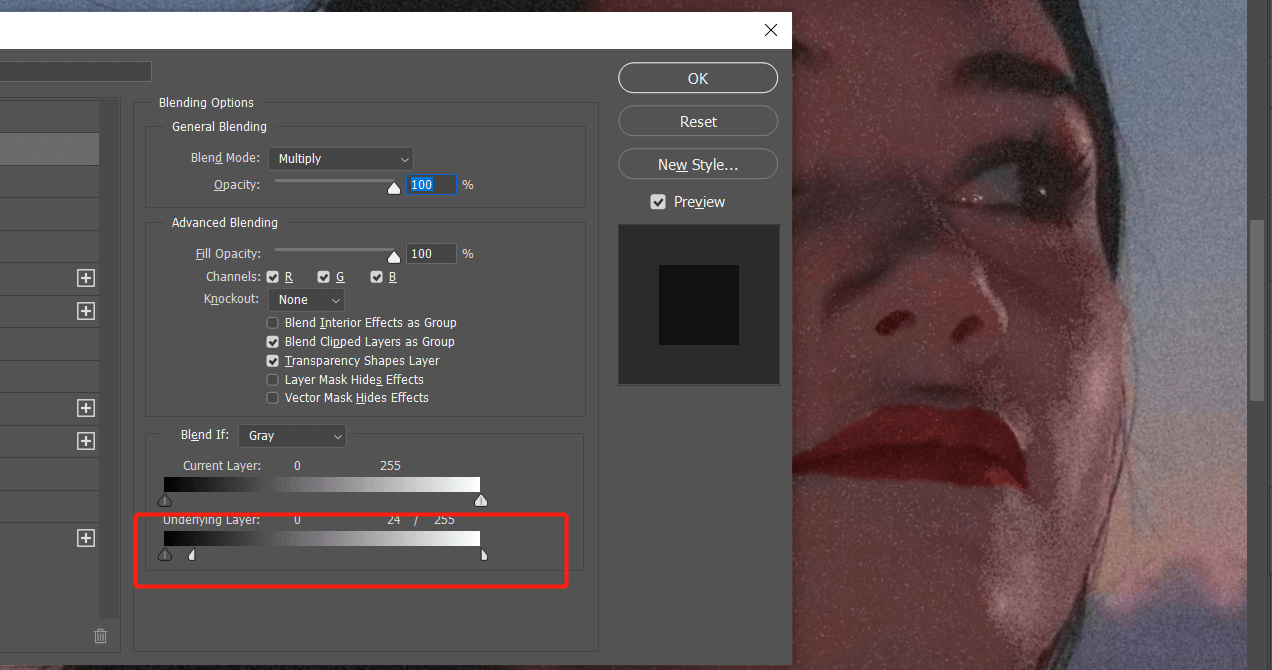 OK
Blending Options
Reset
General Blending
Blend Mode: Multiply
New Style...
Opacity: 100 %
Preview
Advanced Blending
Fill Opacity: 100 %
Channels: R G B
Knockout: None
Blend Interior Effects as Group
Blend Clipped Layers as Group
Transparency Shapes Layer
Layer Mask Hides Effects
Vector Mask Hides Effects
Blend If: Gray
Current Layer: 0 255
Underlying Layer: 0 24 / 255